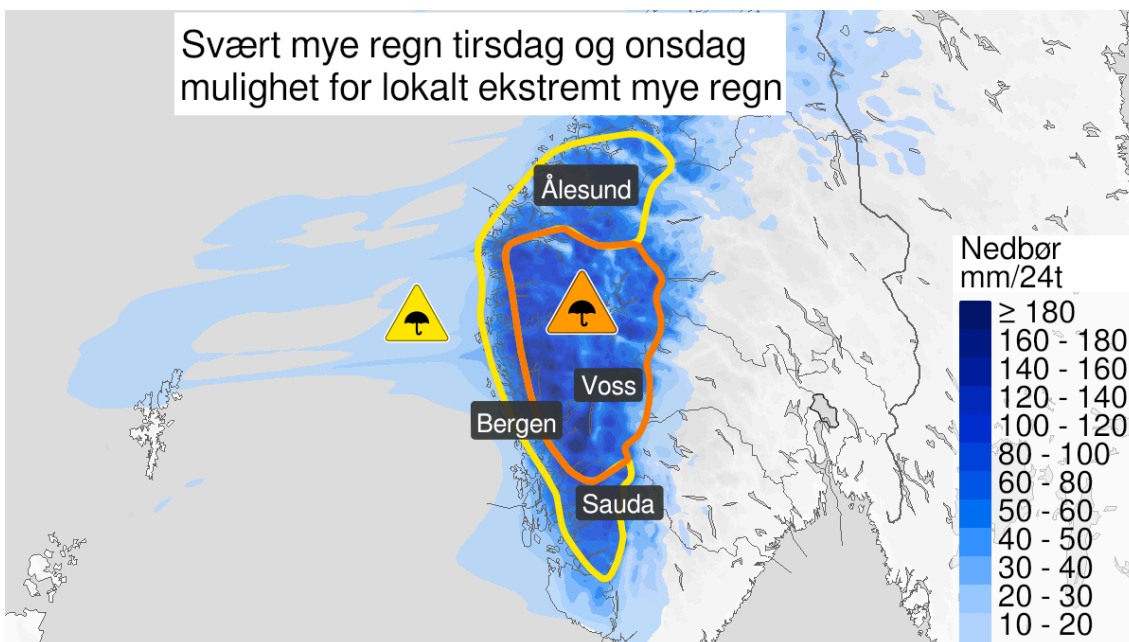 Svært mye regn tirsdag og onsdag
mulighet for lokalt ekstremt mye regn
Ålesund
Voss
Bergen
Sauda
Nedbør
mm/24t
≥ 180
160 - 180
140 - 160
120 - 140
100 - 120
80 - 100
60 - 80
50 - 60
40 - 50
30 - 40
20 - 30
10 - 20